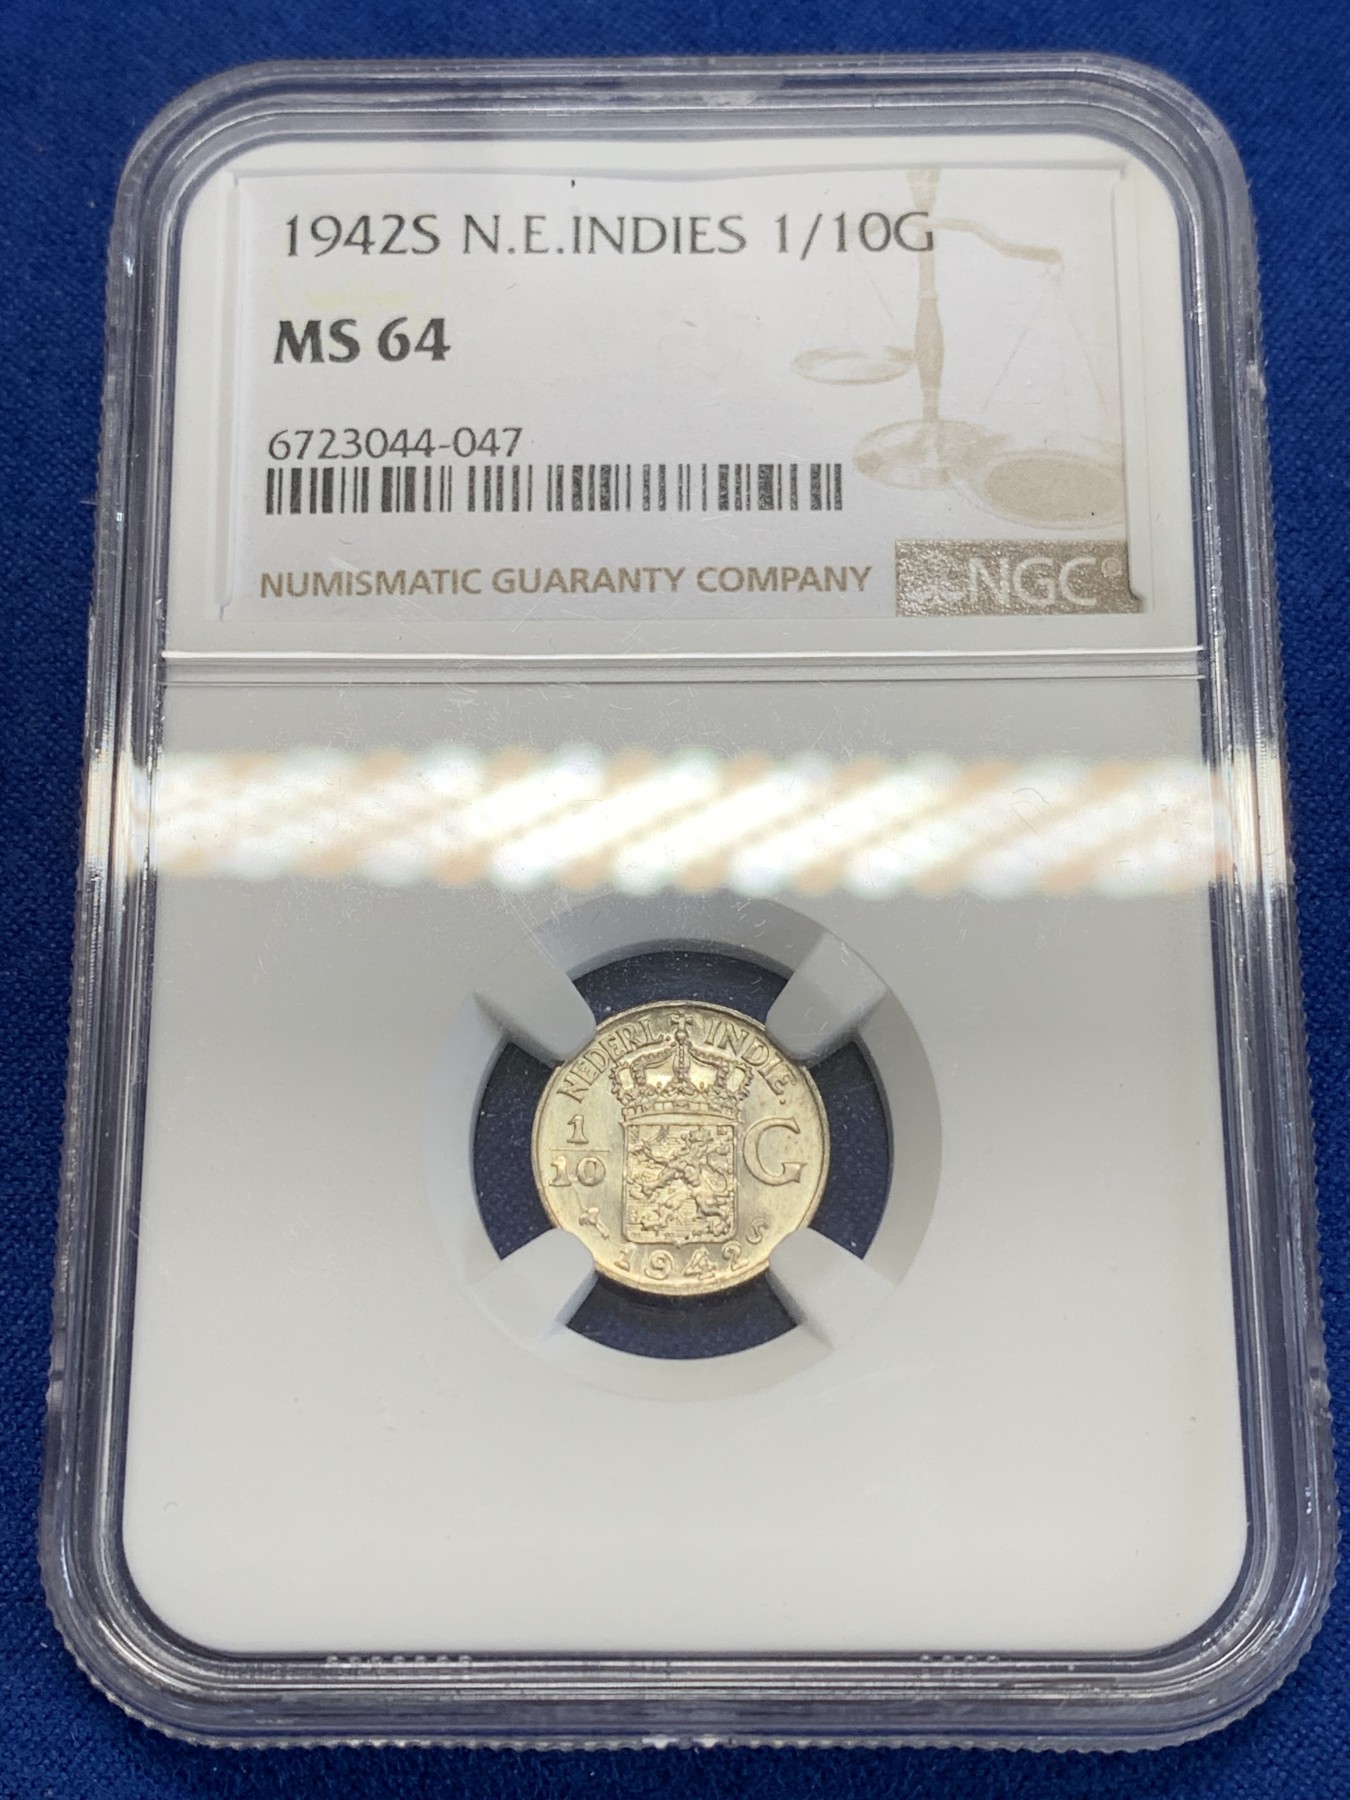 1942S N.E.INDIES 1/10G
MS 64
6723044-047
NUMISMATIC GUARANTY COMPANY
NGC
NEDERL. INDIE.
1/10 G
1942 S